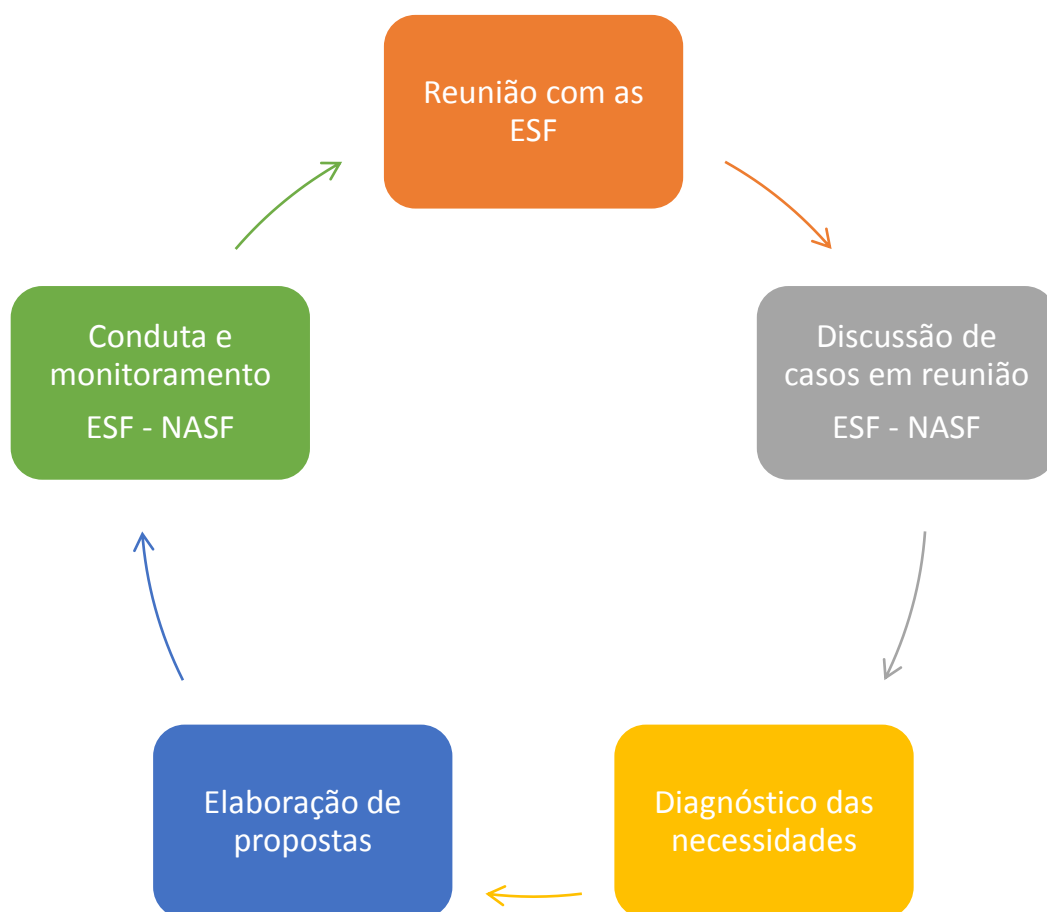 Reunião com as
ESF
Discussão de
casos em reunião
ESF - NASF
Diagnóstico das
necessidades
Elaboração de
propostas
Conduta e
monitoramento
ESF - NASF